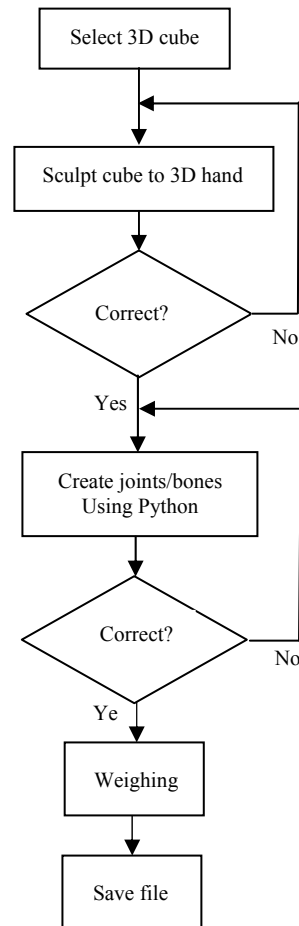 Select 3D cube
Sculpt cube to 3D hand
Correct?
No
Yes
Create joints/bones
Using Python
Correct?
No
Ye
Weighing
Save file